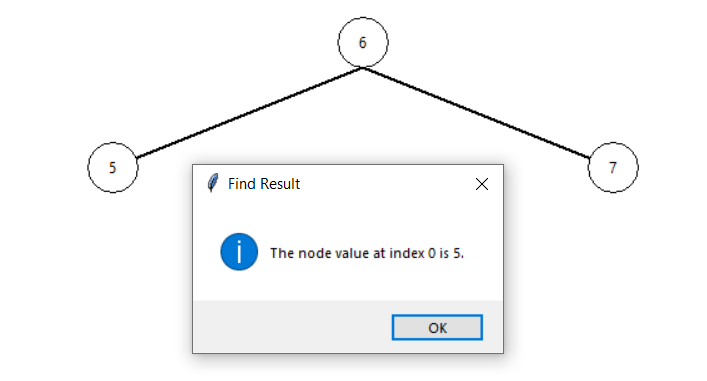 6
5
7
Find Result
The node value at index 0 is 5.
OK